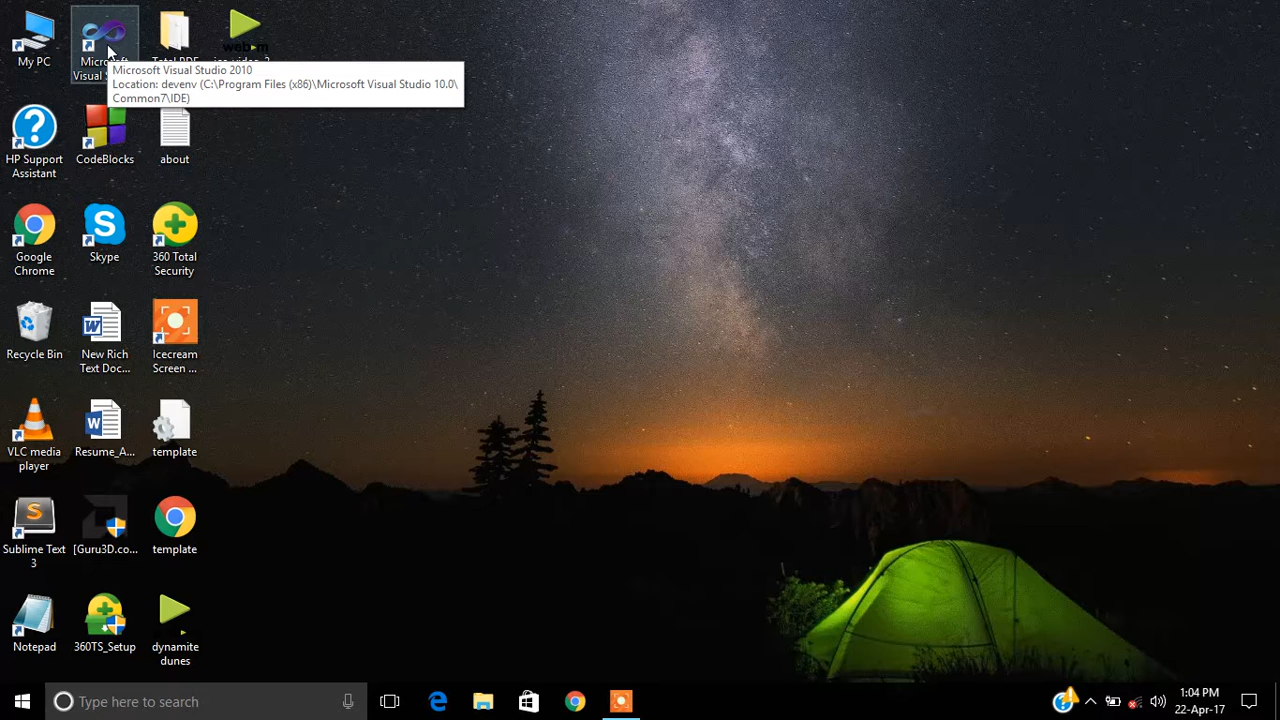 My PC
Micros
Visual S
Total PDF
web m
Microsoft Visual Studio 2010
Location: devenv (C:\Program Files (x86)\Microsoft Visual Studio 10.0\
Common7\IDE)
HP Support
Assistant
CodeBlocks
about
Google
Chrome
Skype
360 Total
Security
Recycle Bin
New Rich
Text Doc...
Icecream
Screen ...
VLC media
player
Resume_A...
template
Sublime Text
3
[Guru3D.co...
template
Notepad
360TS_Setup
dynamite
dunes
Type here to search
1:04 PM
22-Apr-17